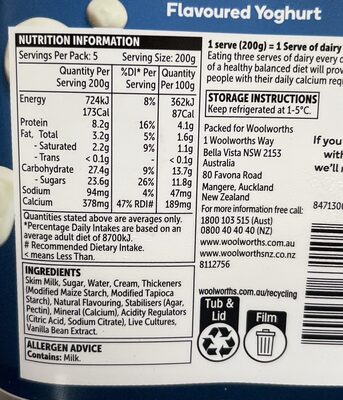 Flavoured Yoghurt
NUTRITION INFORMATION
Servings Per Pack: 5 Serving Size: 200g
Quantity Per Serving 200g %DI* Per Serving Quantity Per 100g
Energy 724kJ 8% 362kJ
173Cal 87Cal
Protein 8.2g 16% 4.1g
Fat, Total 3.2g 5% 1.6g
- Saturated 2.2g 9% 1.1g
- Trans < 0.1g < 0.1g
Carbohydrate 27.4g 9% 13.7g
- Sugars 23.6g 26% 11.8g
Sodium 94mg 4% 47mg
Calcium 378mg 47% RDI# 189mg
Quantities stated above are averages only.
*Percentage Daily Intakes are based on an
average adult diet of 8700kJ.
# Recommended Dietary Intake.
< means Less Than.
INGREDIENTS
Skim Milk, Sugar, Water, Cream, Thickeners
(Modified Maize Starch, Modified Tapioca
Starch), Natural Flavouring, Stabilisers (Agar,
Pectin), Mineral (Calcium), Acidity Regulators
(Citric Acid, Sodium Citrate), Live Cultures,
Vanilla Bean Extract.
ALLERGEN ADVICE
Contains: Milk.
1 serve (200g) = 1 Serve of dairy
Eating three serves of dairy every
of a healthy balanced diet will prov
people with their daily calcium req
STORAGE INSTRUCTIONS
Keep refrigerated at 1-5°C.
Packed for Woolworths
1 Woolworths Way
Bella Vista NSW 2153
Australia
80 Favona Road
Mangere, Auckland
New Zealand
For more information free call:
1800 103 515 (Aust)
0800 40 40 40 (NZ)
www.woolworths.com.au
www.woolworthsnz.co.nz
8112756
woolworths.com.au/recycling
Tub &
Lid
Film
If you
with
we'll
847130